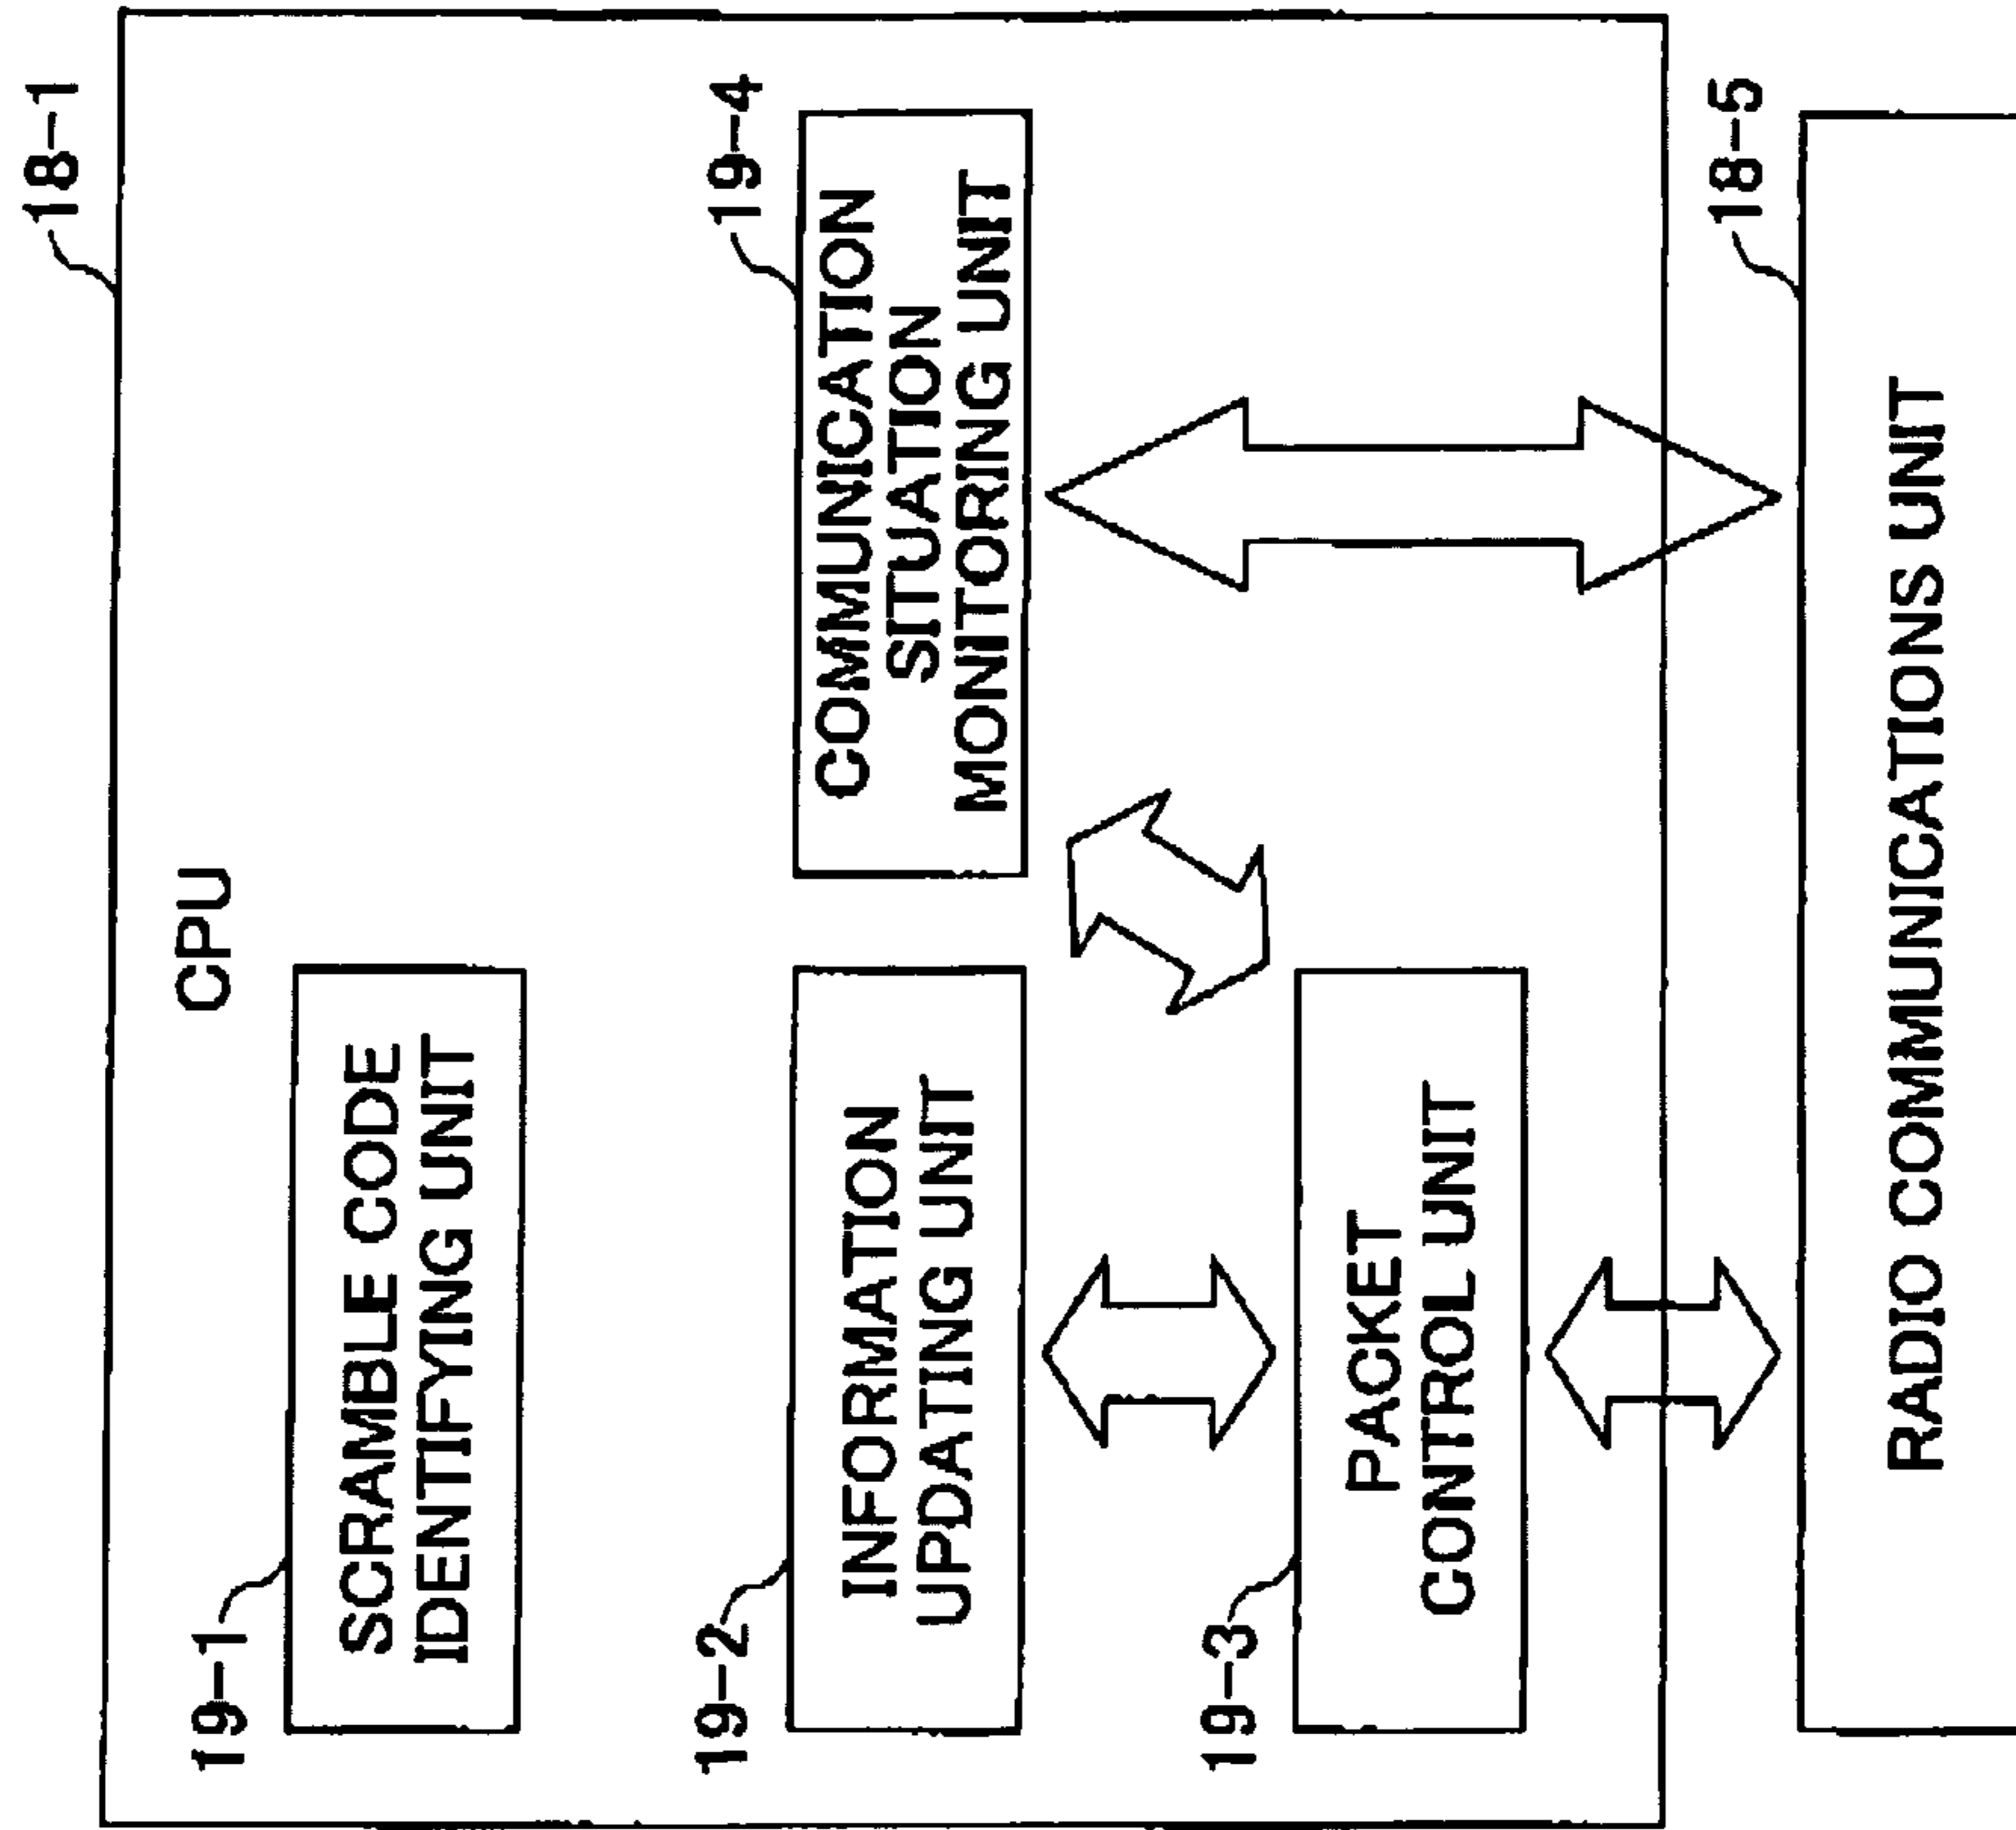 18-1
CPU
19-1
SCRAMBLE CODE
IDENTIFYING UNIT
19-2
INFORMATION
UPDATING UNIT
19-4
COMMUNICATION
SITUATION
MONITORING UNIT
19-3
PACKET
CONTROL UNIT
18-5
RADIO COMMUNICATIONS UNIT